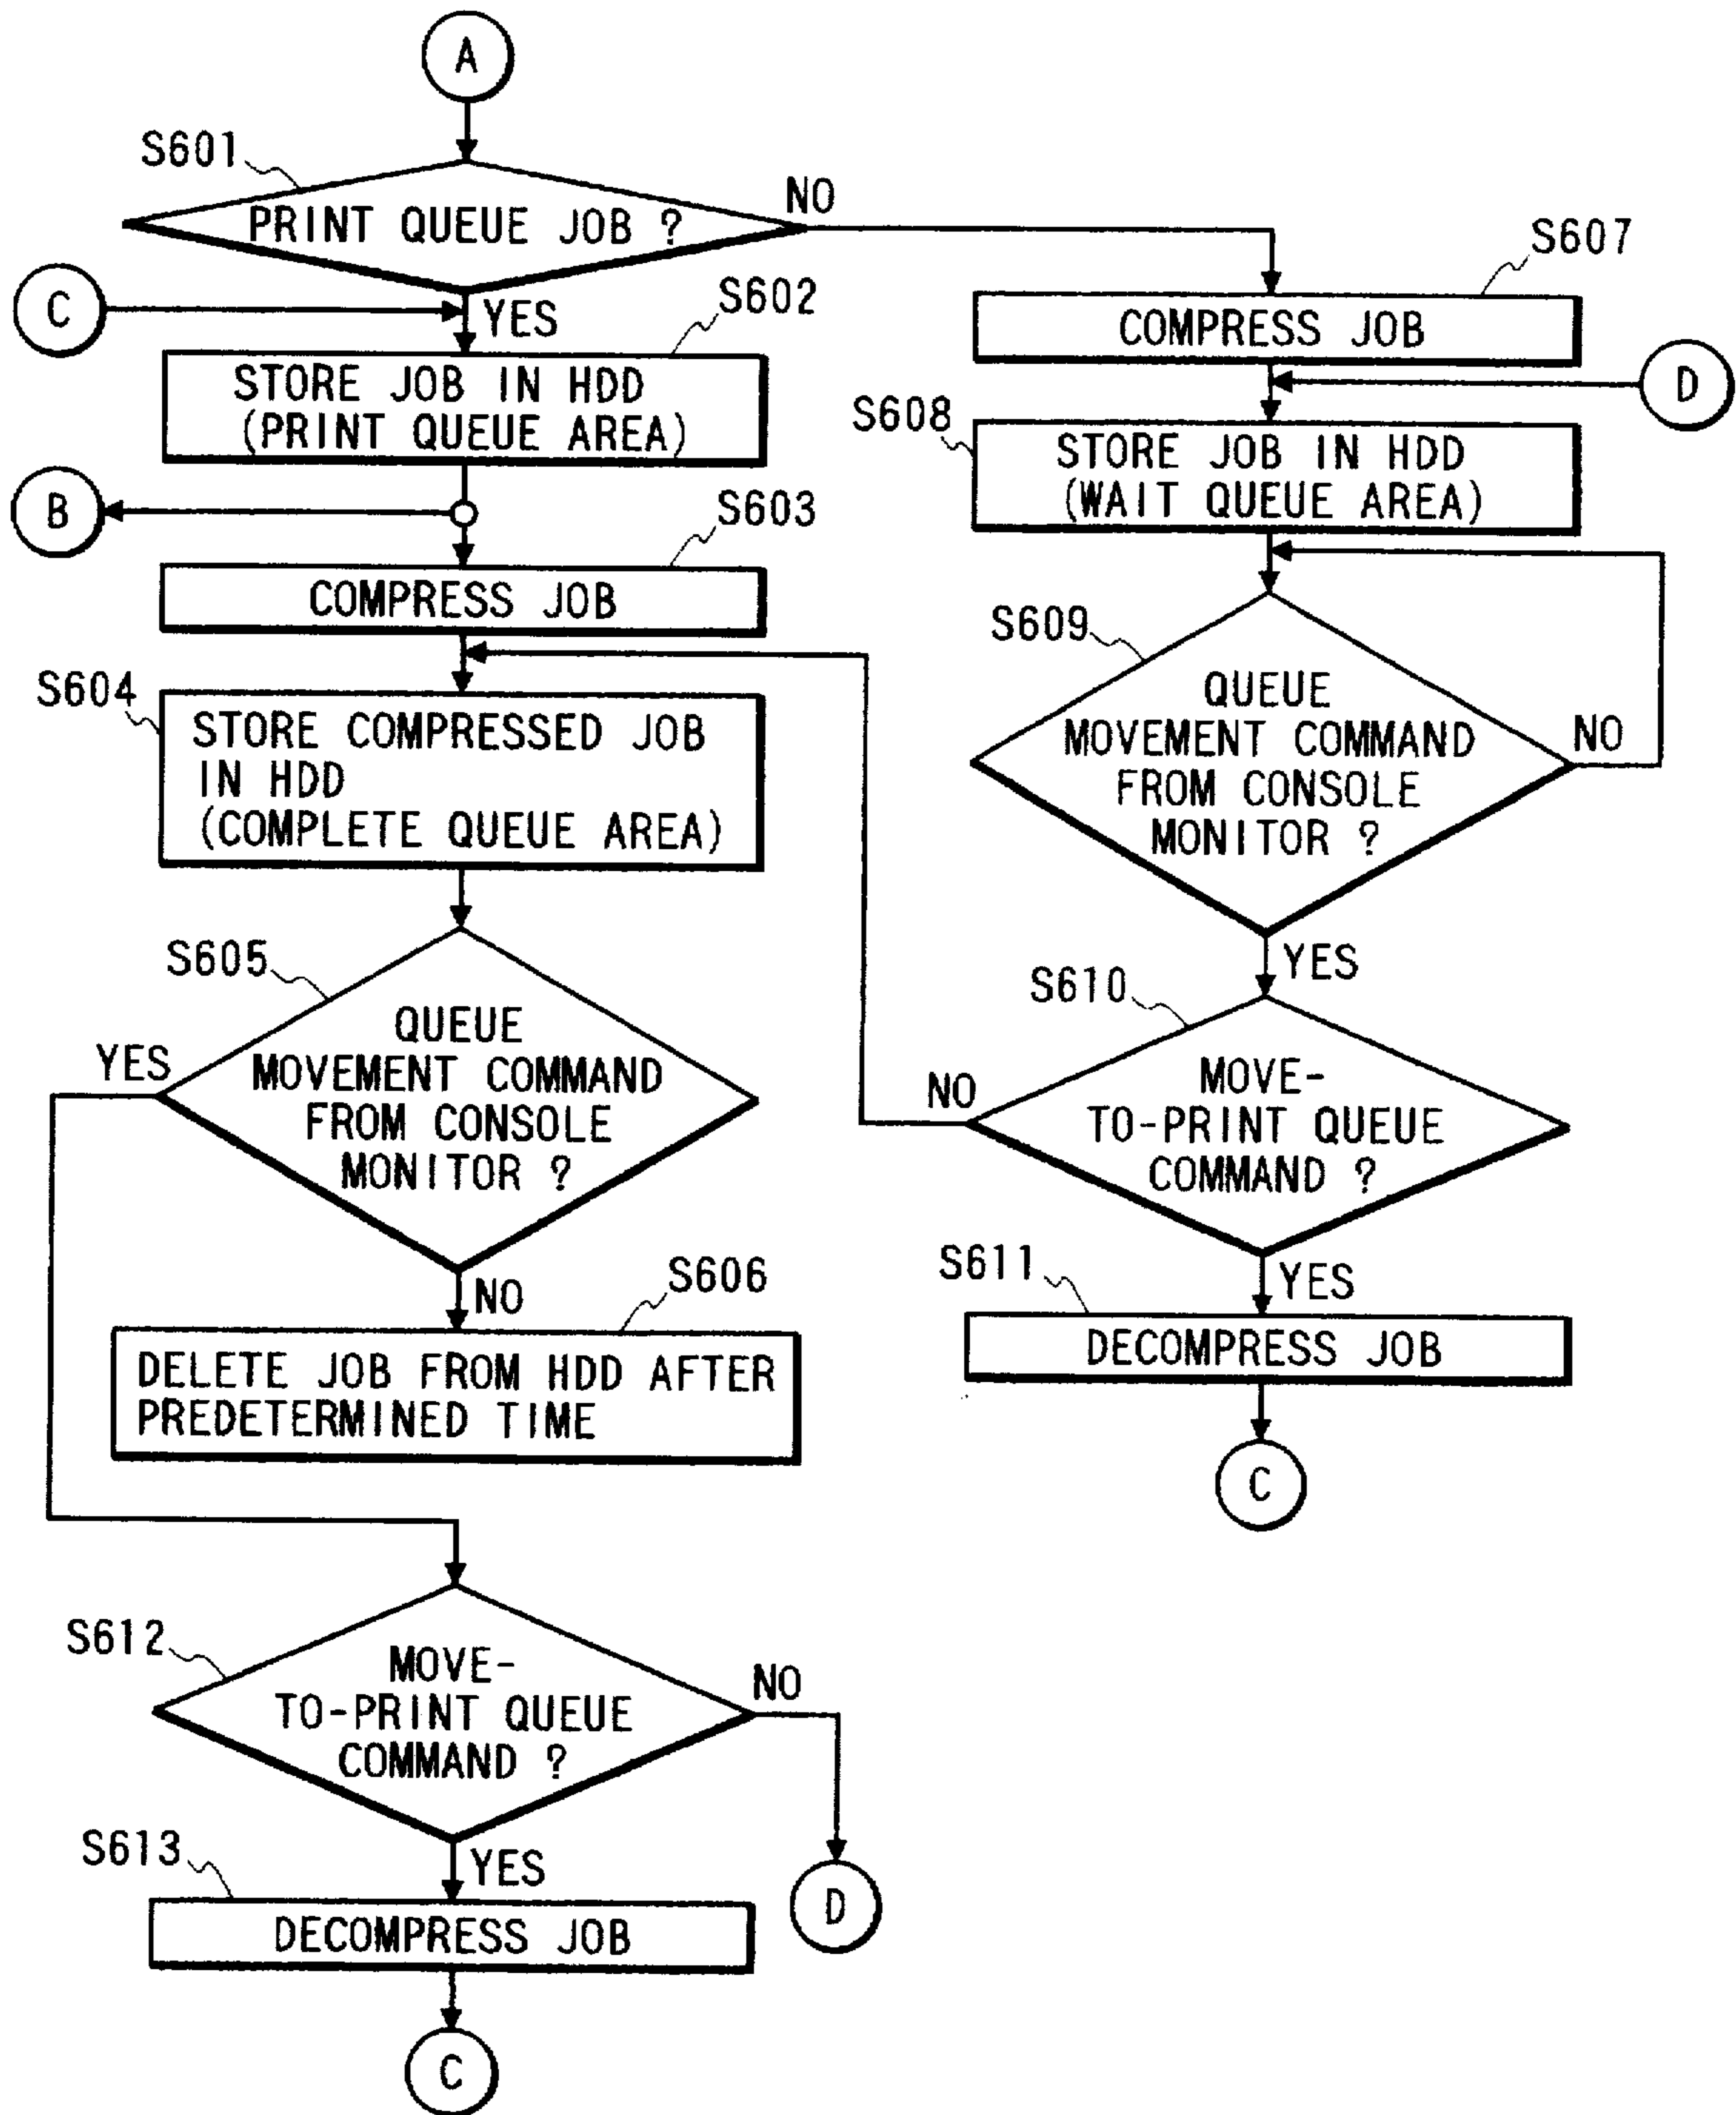 A
S601
PRINT QUEUE JOB ?
NO
C
YES
S602
STORE JOB IN HDD
(PRINT QUEUE AREA)
B
S603
COMPRESS JOB
S604
STORE COMPRESSED JOB
IN HDD
(COMPLETE QUEUE AREA)
S605
YES
QUEUE
MOVEMENT COMMAND
FROM CONSOLE
MONITOR ?
NO
S606
DELETE JOB FROM HDD AFTER
PREDETERMINED TIME
S607
COMPRESS JOB
D
S608
STORE JOB IN HDD
(WAIT QUEUE AREA)
S609
QUEUE
MOVEMENT COMMAND
FROM CONSOLE
MONITOR ?
NO
YES
S610
NO
MOVE-
TO-PRINT QUEUE
COMMAND ?
S611
YES
DECOMPRESS JOB
C
S612
MOVE-
TO-PRINT QUEUE
COMMAND ?
NO
D
S613
YES
DECOMPRESS JOB
C